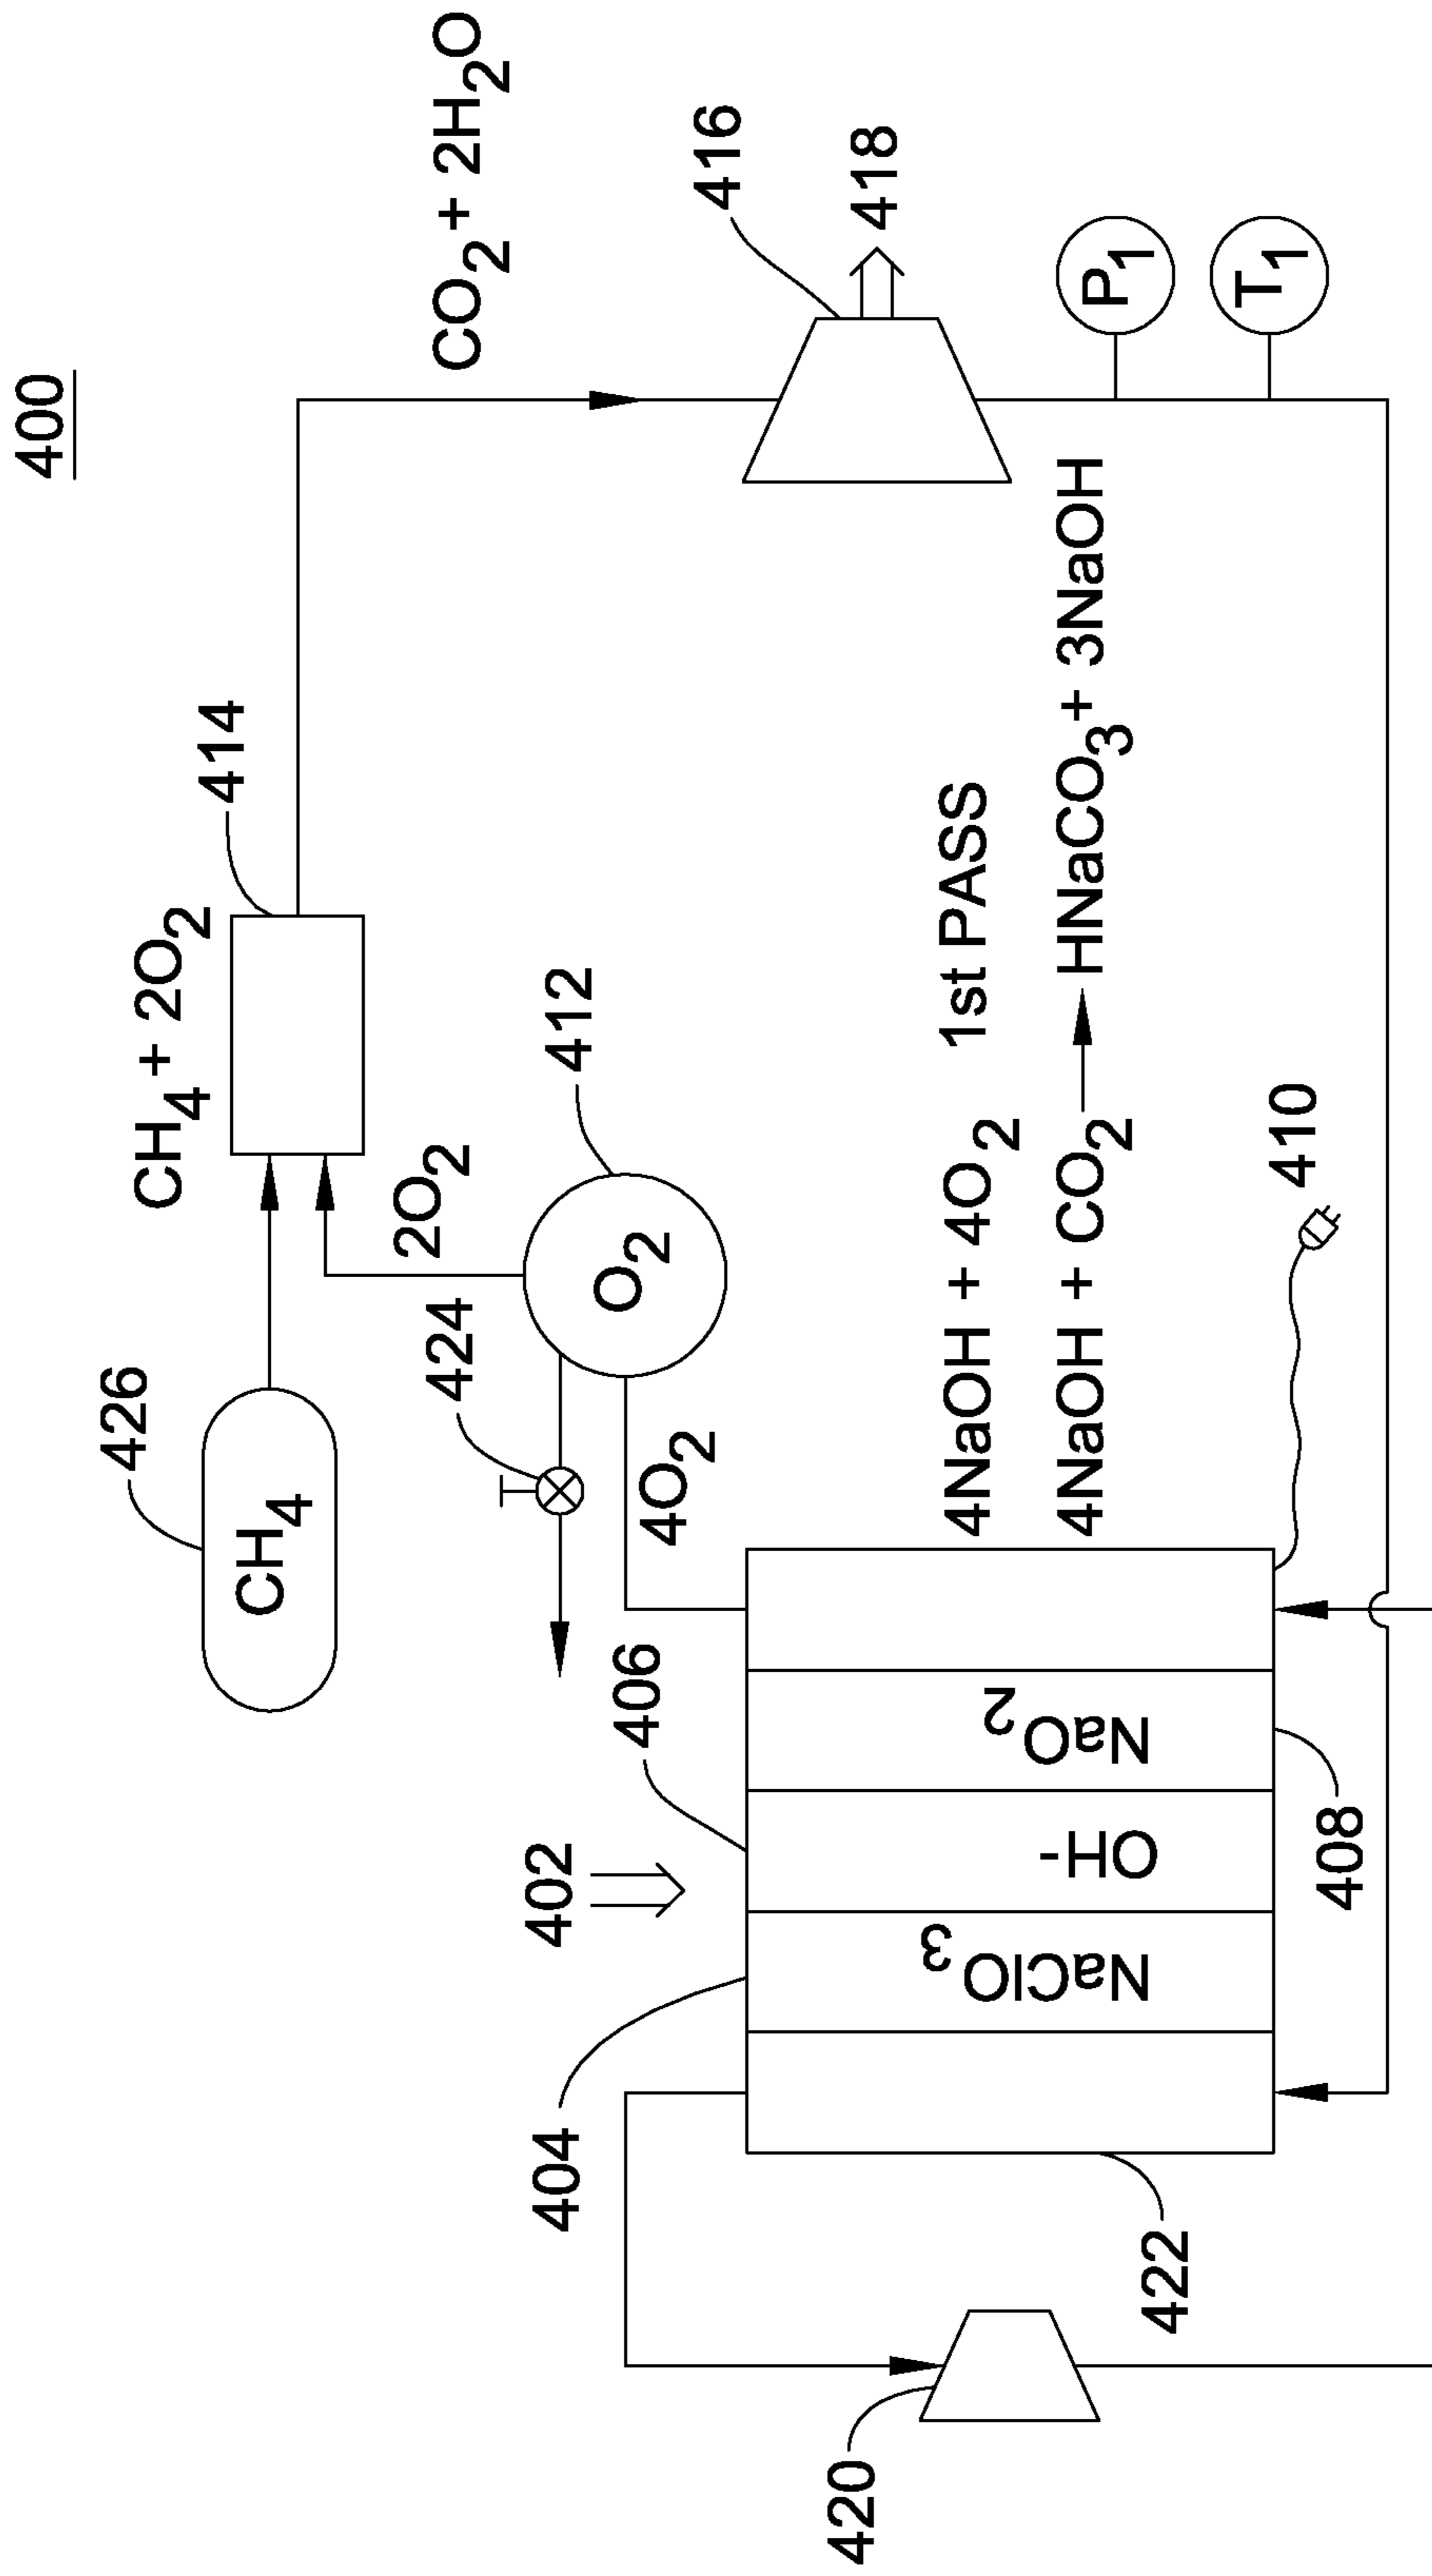 400
426
CH4
CH4 + 2O2
414
CO2 + 2H2O
424
2O2
412
O2
4O2
416
418
P1
T1
402
404
406
NaClO3
OH-
NaO2
408
410
420
422
4NaOH + 4O2 1st PASS
4NaOH + CO2 → HNaCO3 + 3NaOH